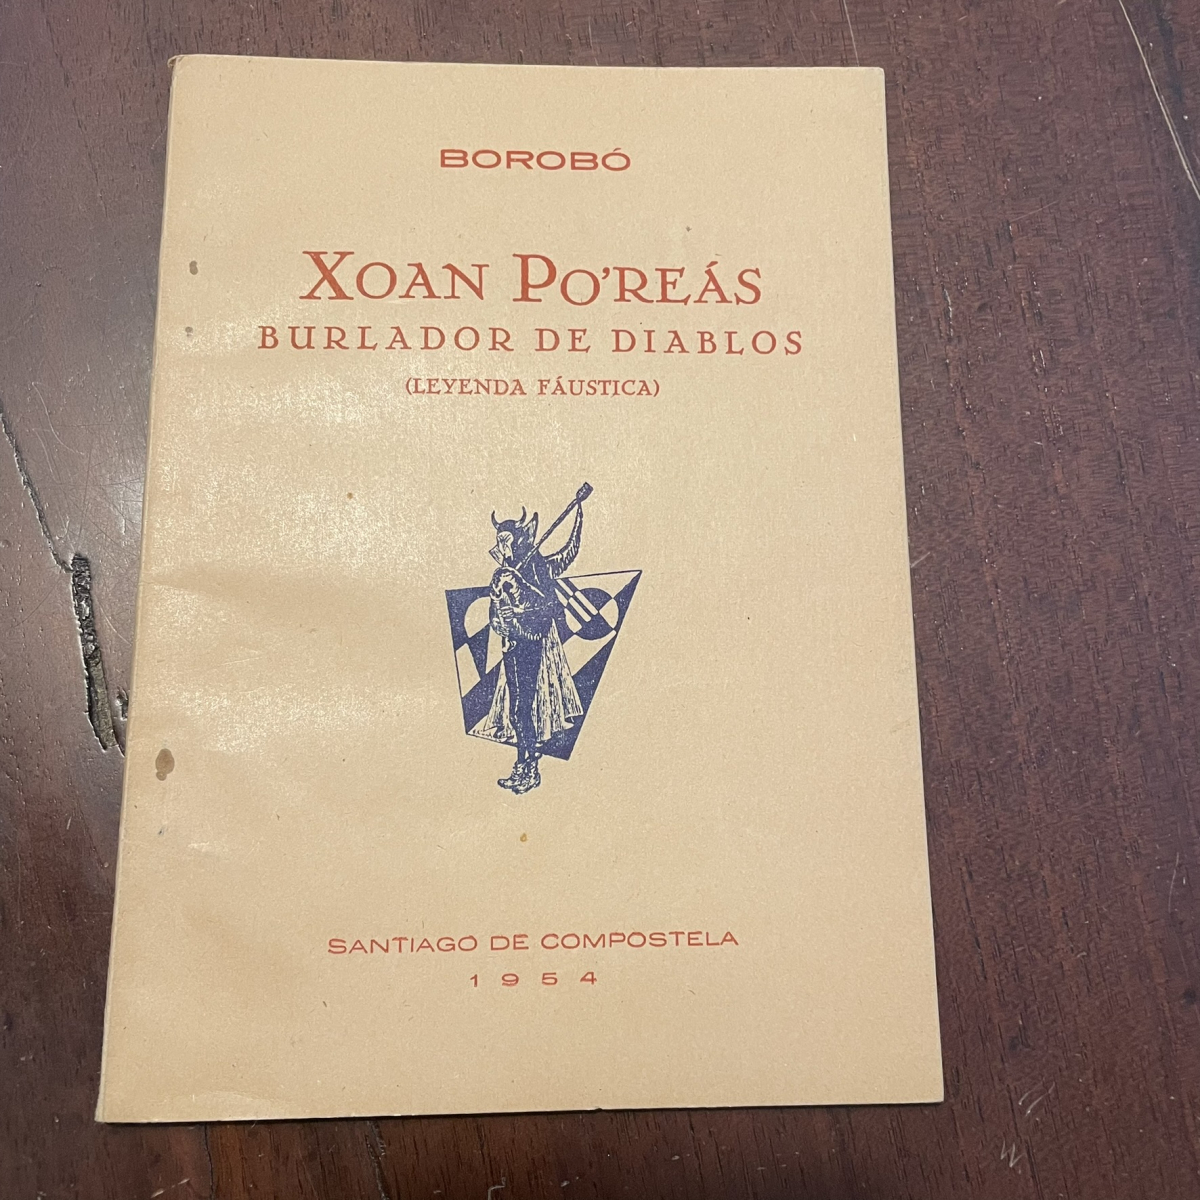 BOROBÓ
XOAN PO'REÁS
BURLADOR DE DIABLOS
(LEYENDA FÁUSTICA)
SANTIAGO DE COMPOSTELA
1954